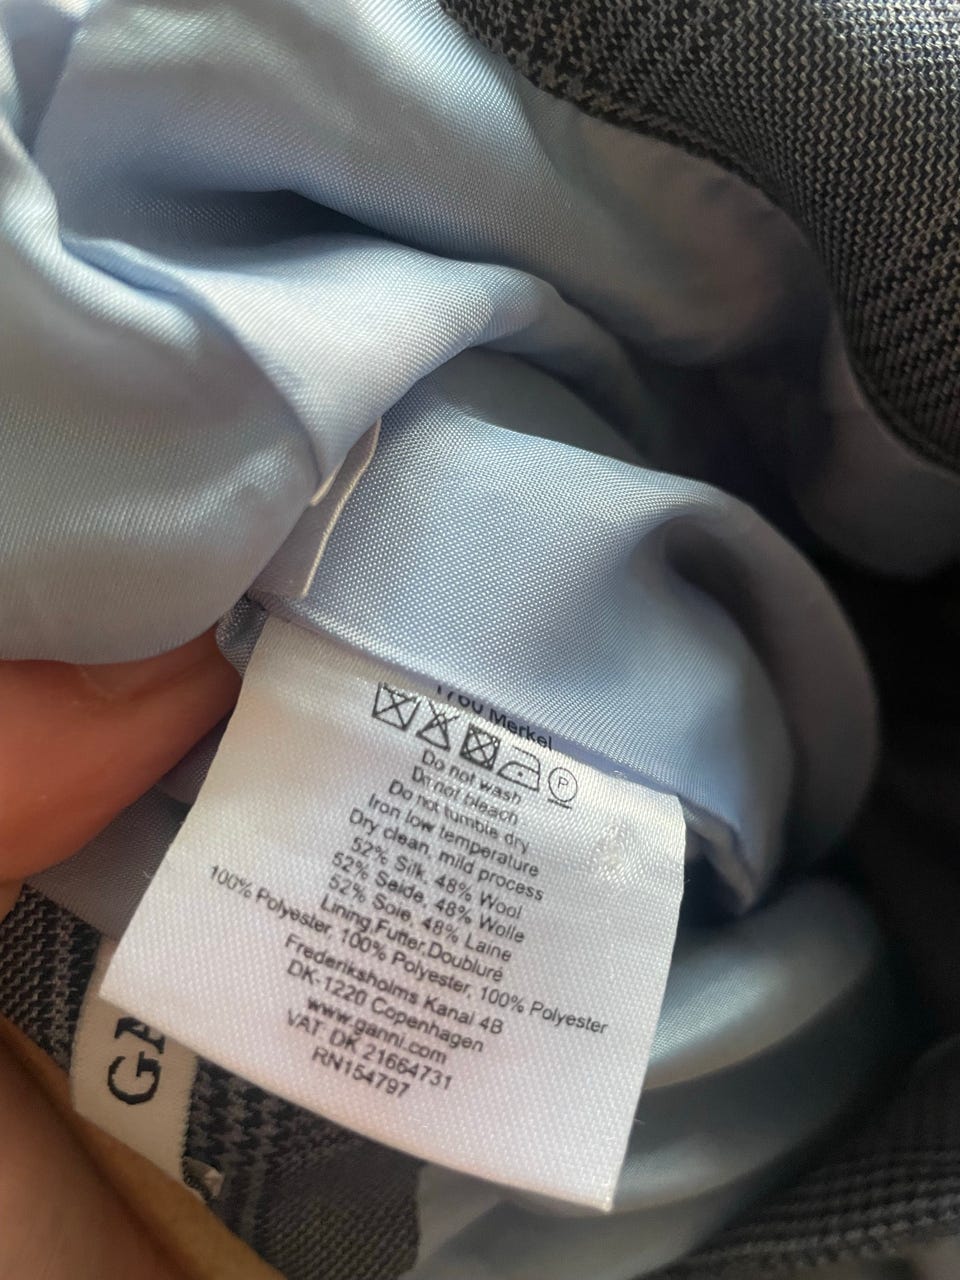 1760 Merkel
P
Do not wash
Do not bleach
Do not tumble dry
Iron low temperature
Dry clean, mild process
52% Silk, 48% Wool
52% Seide, 48% Wolle
52% Soie, 48% Laine
Lining,Futter,Doublure
100% Polyester, 100% Polyester, 100% Polyester
Frederiksholms Kanal 4B
DK-1220 Copenhagen
www.ganni.com
VAT DK 21664731
RN154797